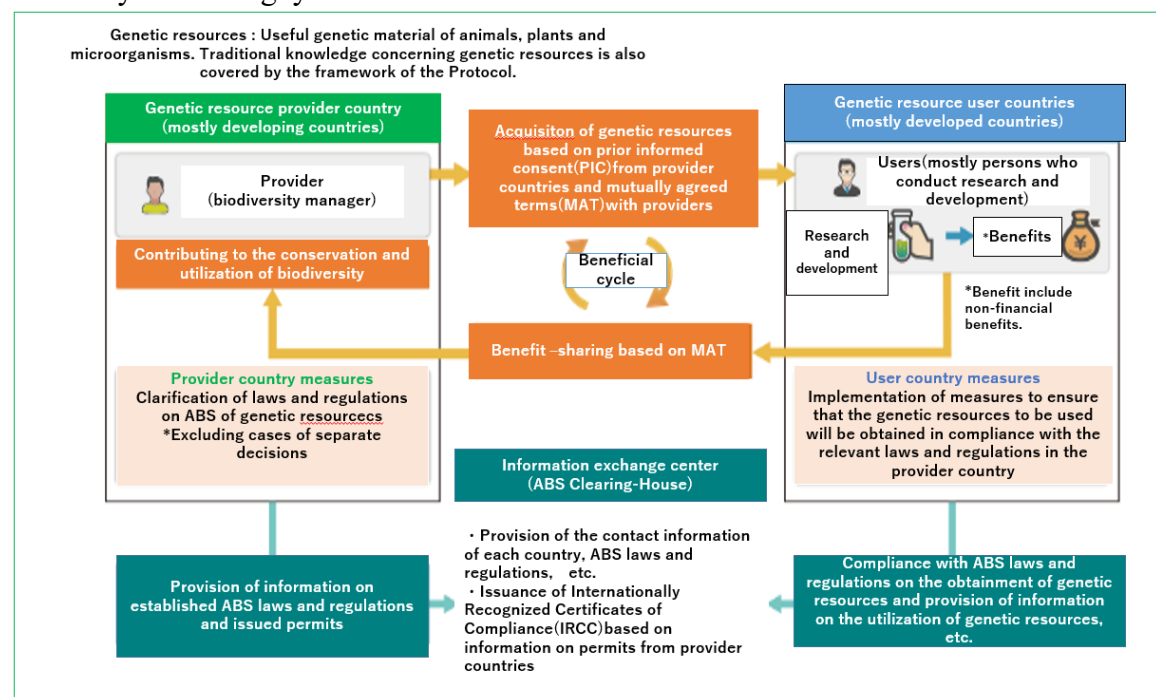 Genetic resources : Useful genetic material of animals, plants and
microorganisms. Traditional knowledge concerning genetic resources is also
covered by the framework of the Protocol.
Genetic resource provider country
(mostly developing countries)
Provider
(biodiversity manager)
Contributing to the conservation and
utilization of biodiversity
Provider country measures
Clarification of laws and regulations
on ABS of genetic resourcecs
*Excluding cases of separate
decisions
Acquisiton of genetic resources
based on prior informed
consent(PIC)from provider
countries and mutually agreed
terms(MAT)with providers
Beneficial
cycle
Benefit –sharing based on MAT
Genetic resource user countries
(mostly developed countries)
Users(mostly persons who
conduct research and
development)
Research
and
development
*Benefits
¥
*Benefit include
non-financial
benefits.
User country measures
Implementation of measures to ensure
that the genetic resources to be used
will be obtained in compliance with the
relevant laws and regulations in the
provider country
Information exchange center
(ABS Clearing-House)
Provision of information on
established ABS laws and regulations
and issued permits
・Provision of the contact information
of each country, ABS laws and
regulations, etc.
・Issuance of Internationally
Recognized Certificates of
Compliance(IRCC)based on
information on permits from provider
countries
Compliance with ABS laws and
regulations on the obtainment of genetic
resources and provision of information
on the utilization of genetic resources,
etc.